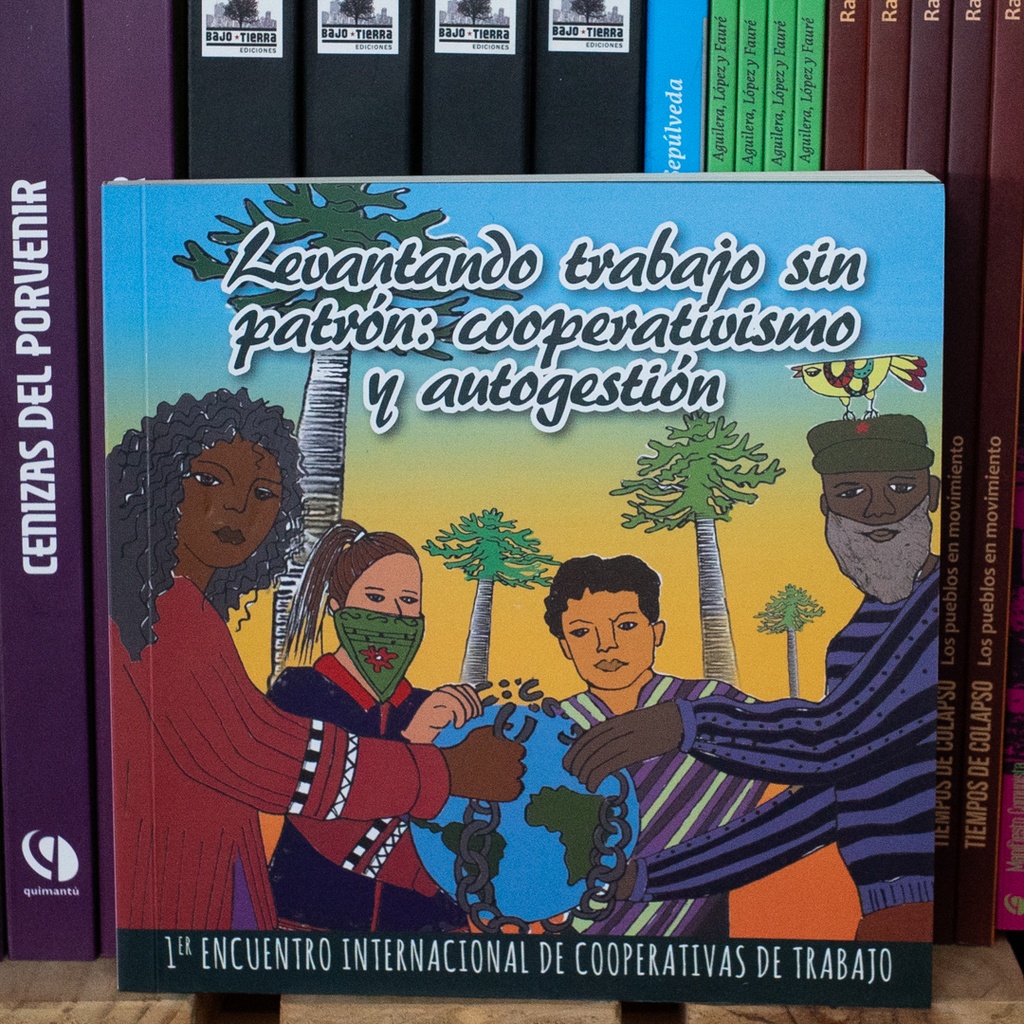 BAJO★TIERRA
EDICIONES
BAJO★TIERRA
EDICIONES
BAJO★TIERRA
EDICIONES
BAJO★TIERRA
EDICIONES
Sepúlveda
Aguilera, López y Fauré
Aguilera, López y Fauré
Aguilera, López y Fauré
Aguilera, López y Fauré
Ra
Ra
Ra
Ra
Ra
CENIZAS DEL PORVENIR
quimantú
Levantando trabajo sin
patrón: cooperativismo
y autogestión
1ER ENCUENTRO INTERNACIONAL DE COOPERATIVAS DE TRABAJO
TIEMPOS DE COLAPSO Los pueblos en movimiento
TIEMPOS DE COLAPSO Los pueblos en movimiento